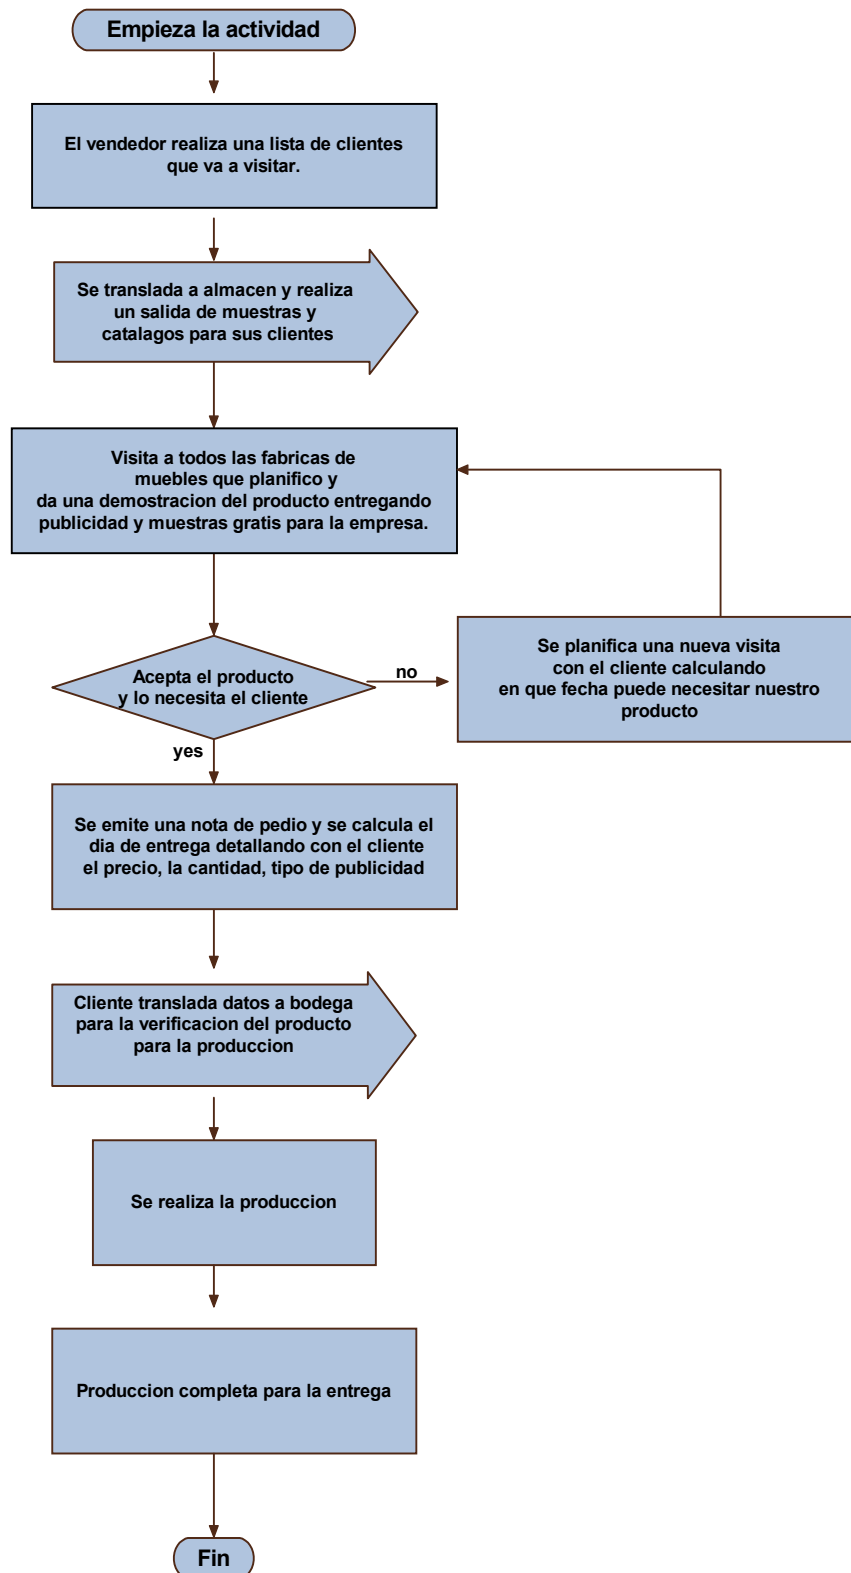 Empieza la actividad
El vendedor realiza una lista de clientes
que va a visitar.
Se translada a almacen y realiza
un salida de muestras y
catalagos para sus clientes
Visita a todos las fabricas de
muebles que planifico y
da una demostracion del producto entregando
publicidad y muestras gratis para la empresa.
Acepta el producto
y lo necesita el cliente
no
Se planifica una nueva visita
con el cliente calculando
en que fecha puede necesitar nuestro
producto
yes
Se emite una nota de pedio y se calcula el
dia de entrega detallando con el cliente
el precio, la cantidad, tipo de publicidad
Cliente translada datos a bodega
para la verificacion del producto
para la produccion
Se realiza la produccion
Produccion completa para la entrega
Fin